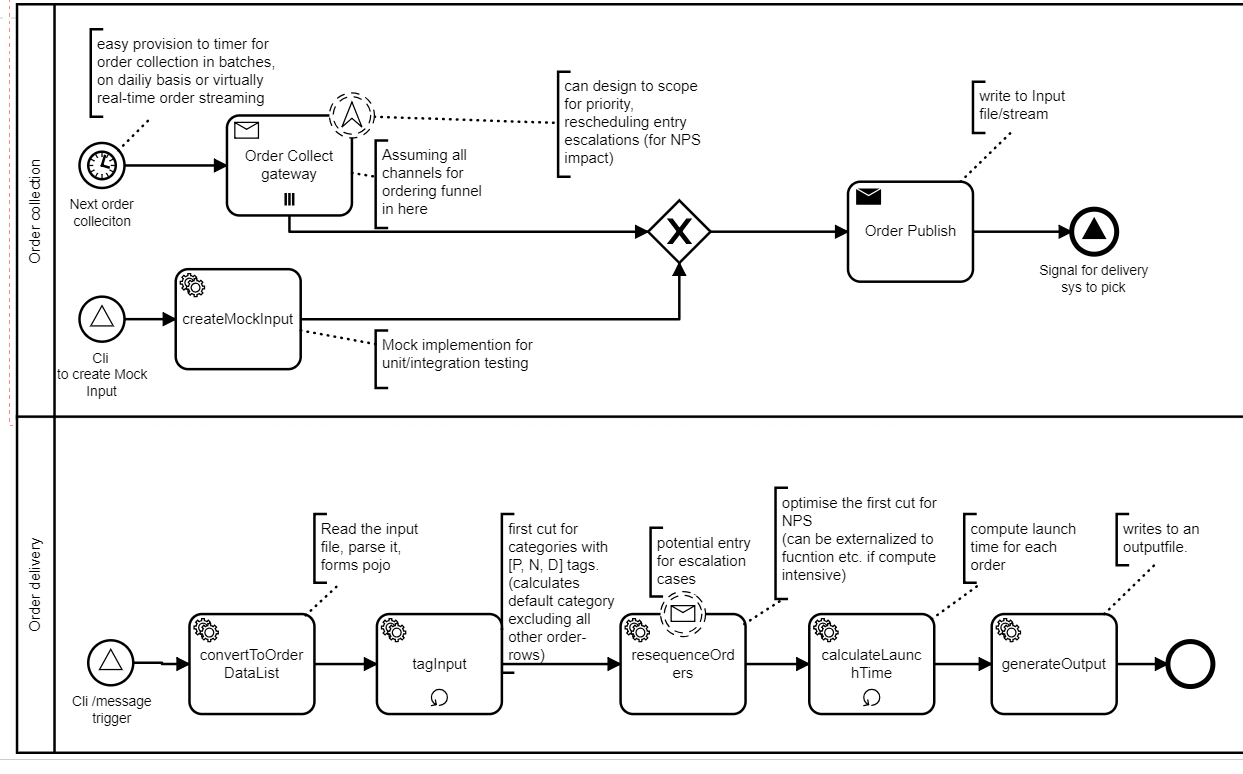 Order collection
easy provision to timer for
order collection in batches,
on dailiy basis or virtually
real-time order streaming
Next order
colleciton
Order Collect
gateway
Assuming all
channels for
ordering funnel
in here
can design to scope
for priority,
rescheduling entry
escalations (for NPS
impact)
write to Input
file/stream
Order Publish
Signal for delivery
sys to pick
Cli
to create Mock
Input
createMockInput
Mock implemention for
unit/integration testing
Order delivery
Cli /message
trigger
Read the input
file, parse it,
forms pojo
convertToOrder
DataList
tagInput
first cut for
categories with
[P, N, D] tags.
(calculates
default category
excluding all
other order-
rows)
potential entry
for escalation
cases
resequenceOrd
ers
optimise the first cut for
NPS
(can be externalized to
fucntion etc. if compute
intensive)
calculateLaunc
hTime
compute launch
time for each
order
generateOutput
writes to an
outputfile.